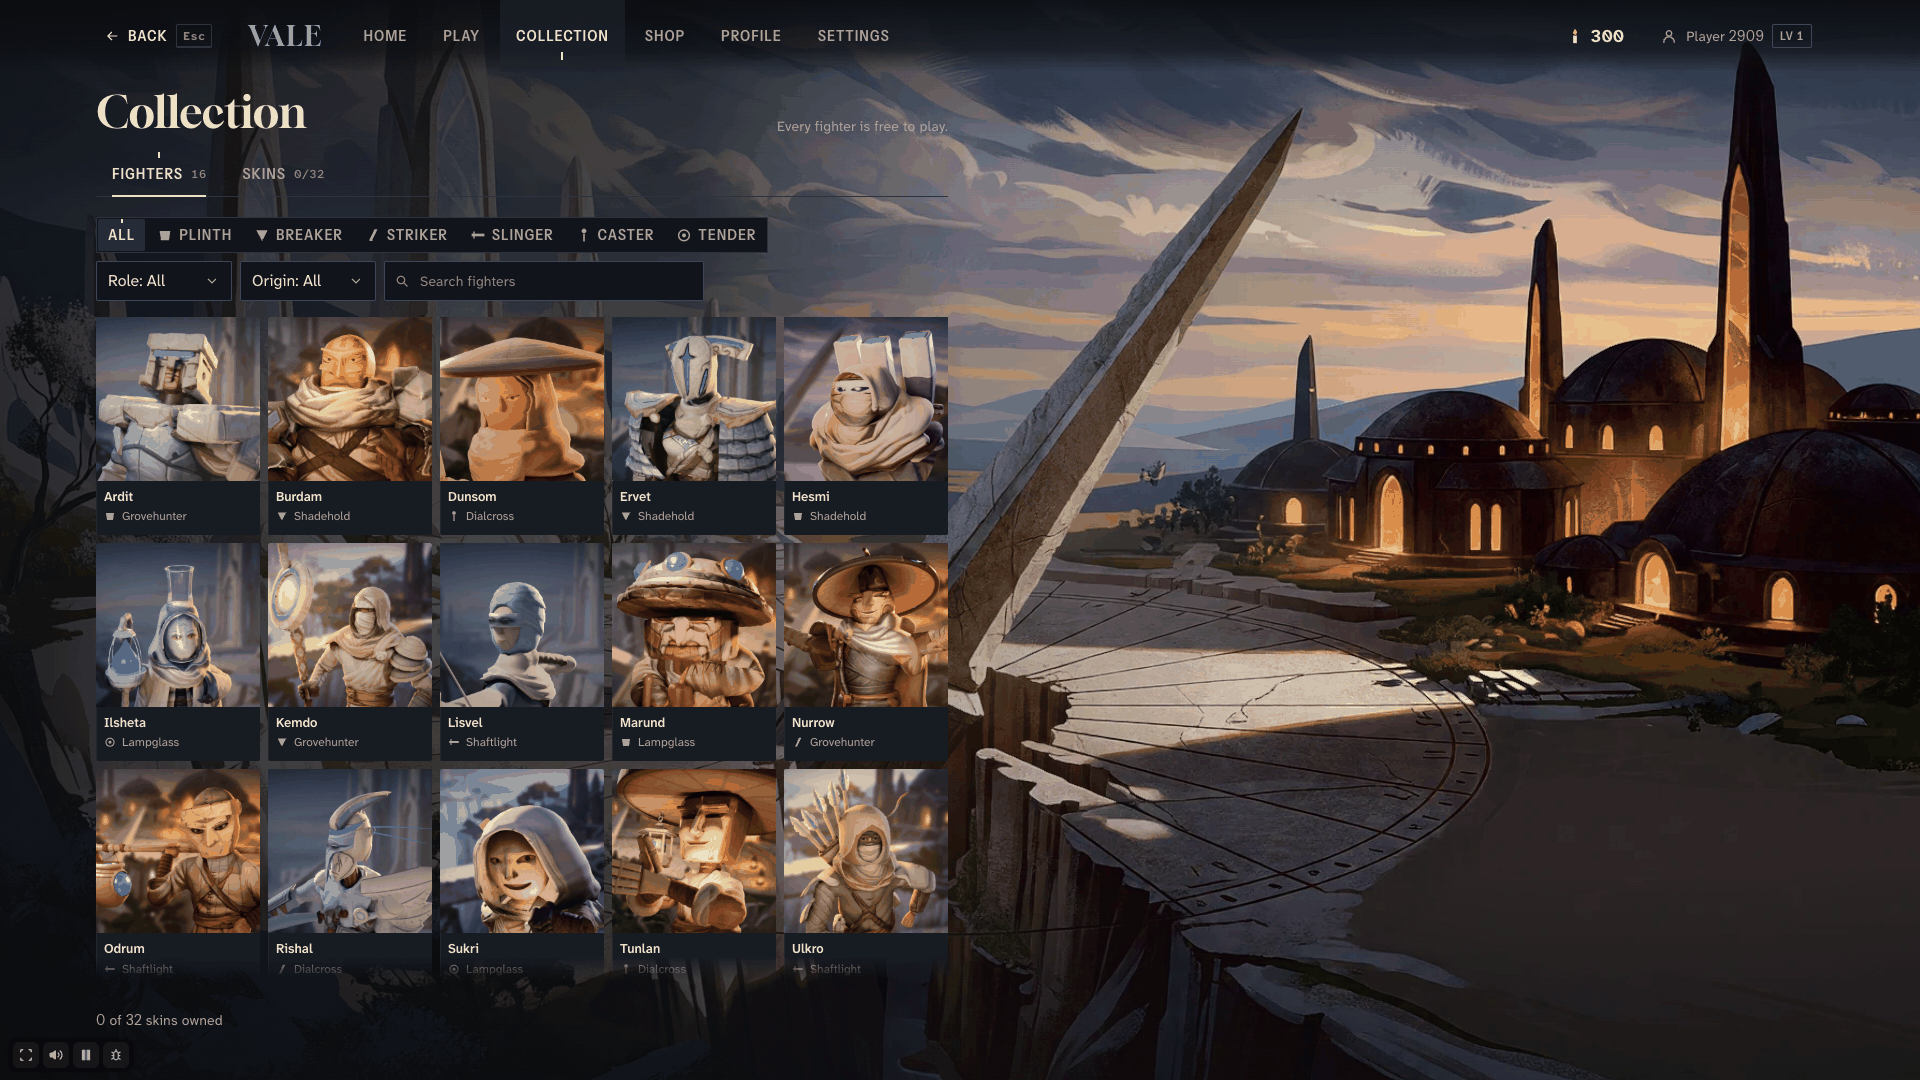 BACK Esc VALE HOME PLAY COLLECTION SHOP PROFILE SETTINGS 300 Player 2909 LV 1
Collection
Every fighter is free to play.
FIGHTERS 16 SKINS 0/32
ALL PLINTH BREAKER STRIKER SLINGER CASTER TENDER
Role: All Origin: All Search fighters
Ardit Burdam Dunsom Ervet Hesmi
Grovehunter Shadehold Dialcross Shadehold Shadehold
Ilsheta Kemdo Lisvel Marund Nurrow
Lampglass Grovehunter Shaftlight Lampglass Grovehunter
Odrum Rishal Sukri Tunlan Ulkro
Shaftlight Dialcross Lampglass Dialcross Shaftlight
0 of 32 skins owned